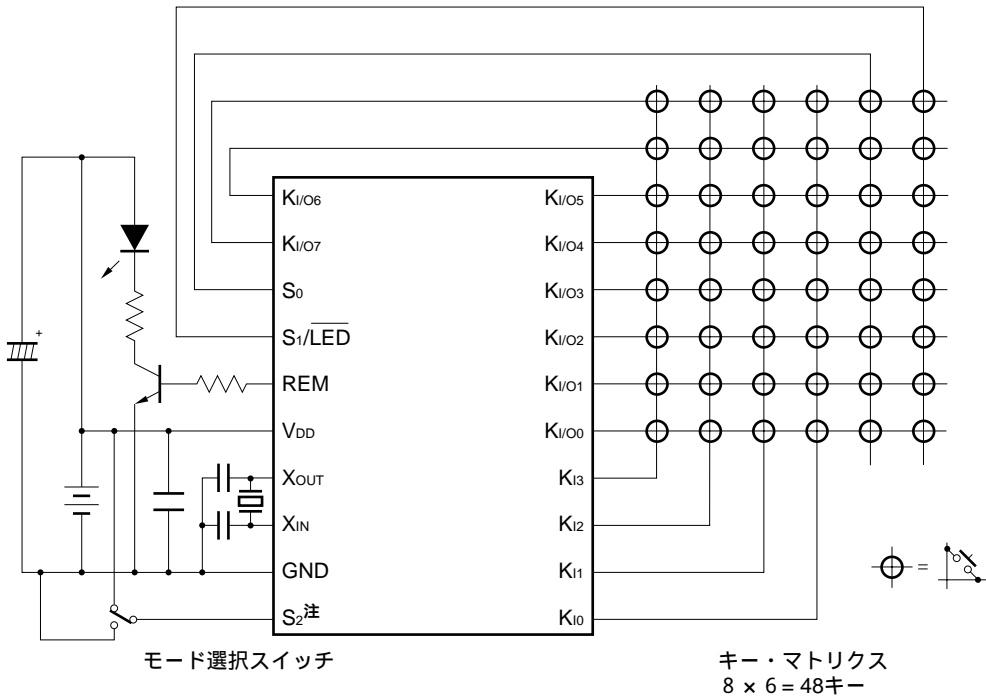 KI/O6
KI/O5
KI/O7
KI/O4
S0
KI/O3
S1/LED
KI/O2
REM
KI/O1
VDD
KI/O0
XOUT
KI3
XIN
KI2
GND
KI1
S2注
KI0
+
=
モード選択スイッチ
キー・マトリクス
8 × 6 = 48キー